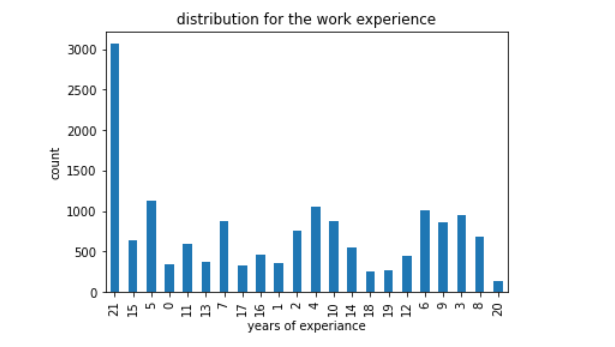 distribution for the work experience
3000
2500
2000
1500
1000
500
0
count
21 15 5 0 11 13 7 17 16 1 2 4 10 14 18 19 12 6 9 3 8 20
years of experiance